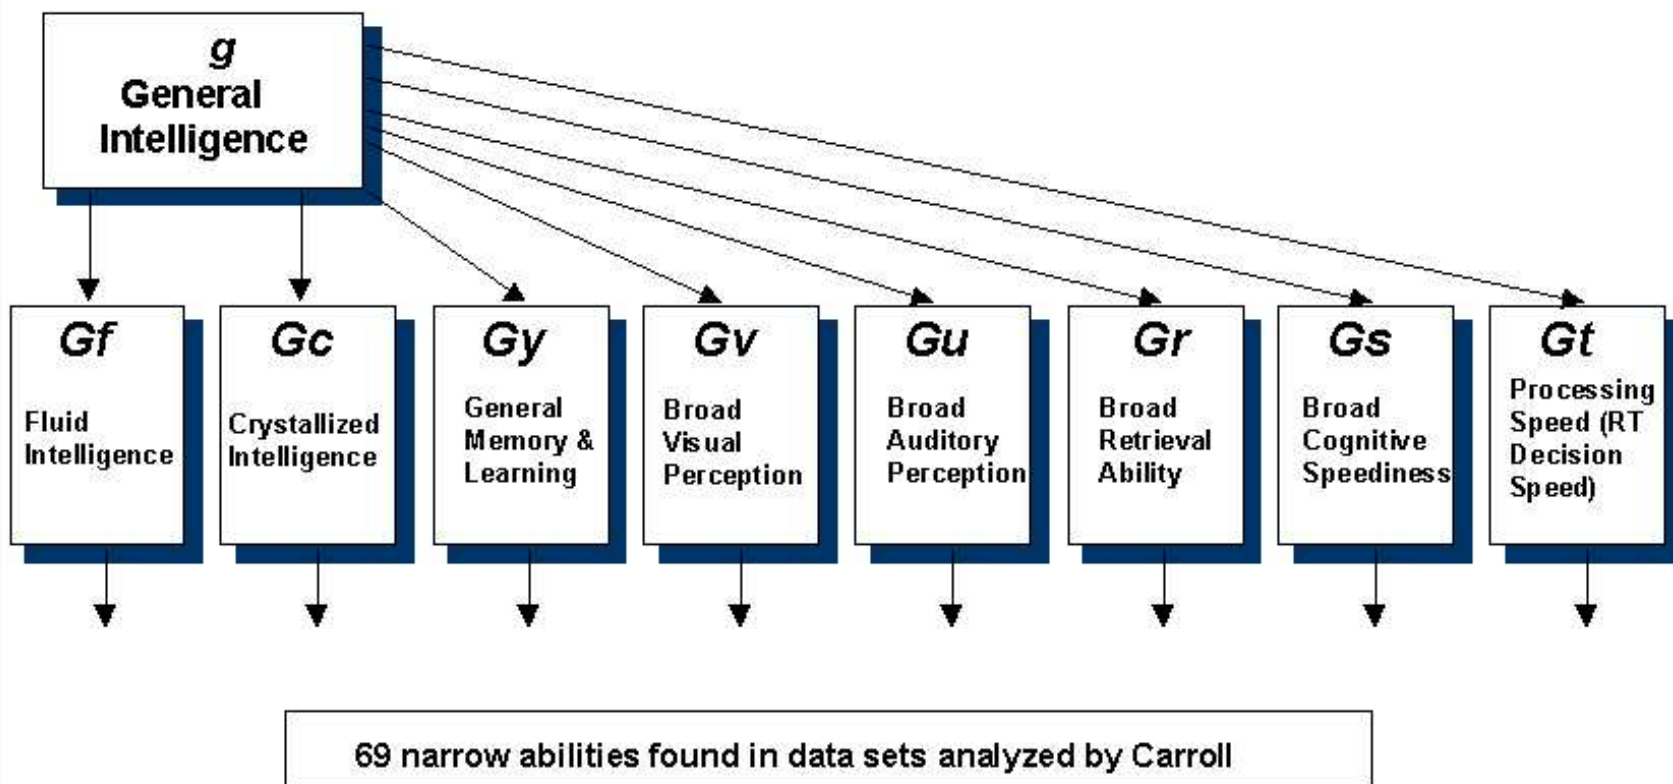 g
General
Intelligence
Gf
Fluid
Intelligence
Gc
Crystallized
Intelligence
Gy
General
Memory &
Learning
Gv
Broad
Visual
Perception
Gu
Broad
Auditory
Perception
Gr
Broad
Retrieval
Ability
Gs
Broad
Cognitive
Speediness
Gt
Processing
Speed (RT
Decision
Speed)
69 narrow abilities found in data sets analyzed by Carroll